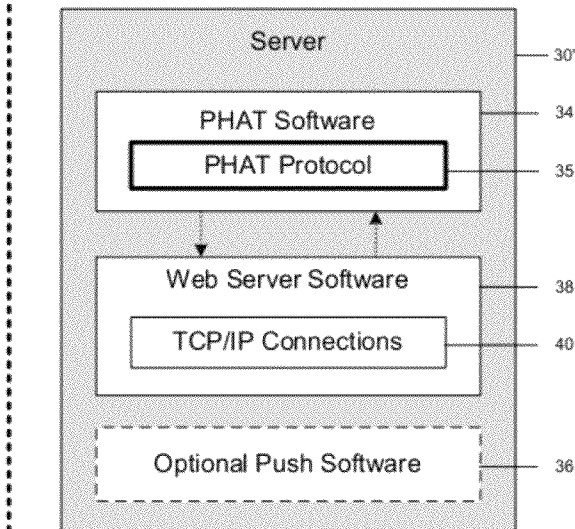 Server
30'
PHAT Software
34
PHAT Protocol
35
Web Server Software
38
TCP/IP Connections
40
Optional Push Software
36